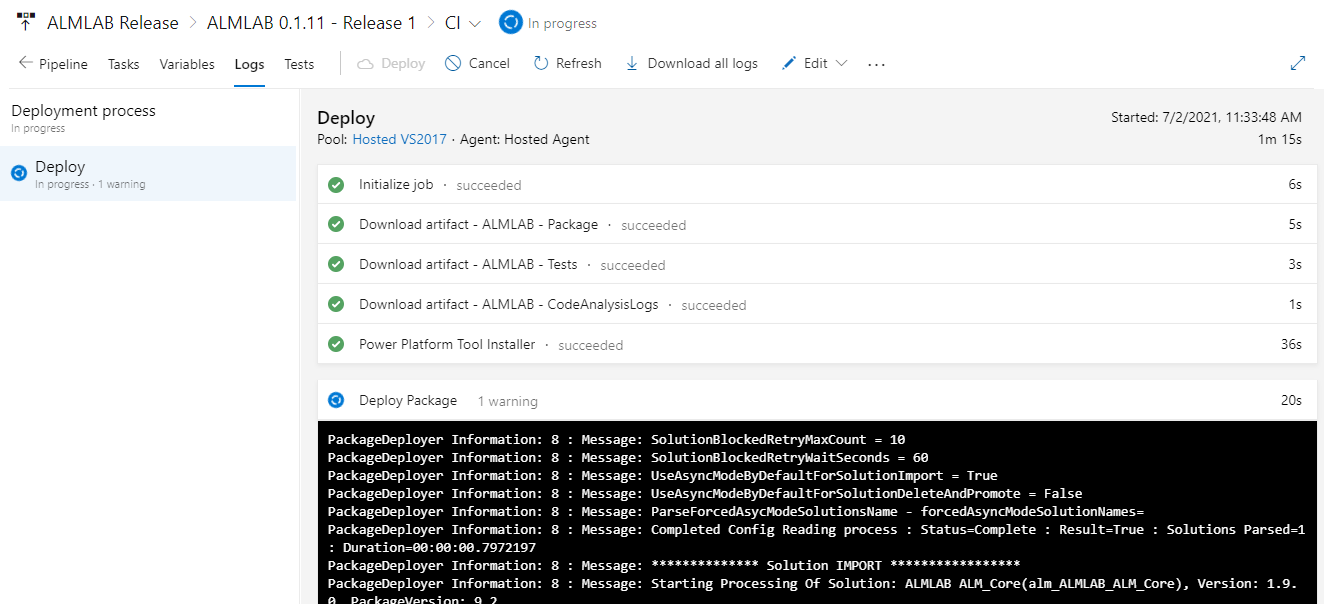 ALMLAB Release > ALMLAB 0.1.11 - Release 1 > CI In progress
Pipeline Tasks Variables Logs Tests Deploy Cancel Refresh Download all logs Edit ...
Deployment process
In progress
Deploy
In progress · 1 warning
Deploy
Started: 7/2/2021, 11:33:48 AM
Pool: Hosted VS2017 · Agent: Hosted Agent
1m 15s
Initialize job · succeeded 6s
Download artifact - ALMLAB - Package · succeeded 5s
Download artifact - ALMLAB - Tests · succeeded 3s
Download artifact - ALMLAB - CodeAnalysisLogs · succeeded 1s
Power Platform Tool Installer · succeeded 36s
Deploy Package 1 warning 20s
PackageDeployer Information: 8 : Message: SolutionBlockedRetryMaxCount = 10
PackageDeployer Information: 8 : Message: SolutionBlockedRetryWaitSeconds = 60
PackageDeployer Information: 8 : Message: UseAsyncModeByDefaultForSolutionImport = True
PackageDeployer Information: 8 : Message: UseAsyncModeByDefaultForSolutionDeleteAndPromote = False
PackageDeployer Information: 8 : Message: ParseForcedAsycModeSolutionsName - forcedAsyncModeSolutionNames=
PackageDeployer Information: 8 : Message: Completed Config Reading process : Status=Complete : Result=True : Solutions Parsed=1
: Duration=00:00:00.7972197
PackageDeployer Information: 8 : Message: ************** Solution IMPORT *****************
PackageDeployer Information: 8 : Message: Starting Processing Of Solution: ALMLAB ALM_Core(alm_ALMLAB_ALM_Core), Version: 1.9.
0, PackageVersion: 9.2